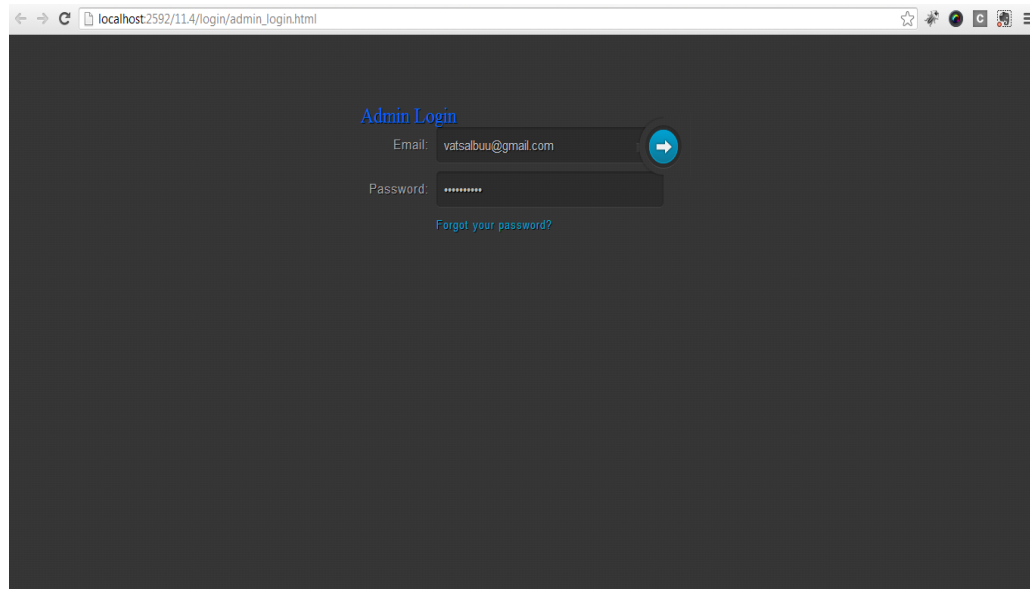 localhost:2592/11.4/login/admin_login.html
C
Admin Login
Email: vatsalbuu@gmail.com
Password: ••••••••••
Forgot your password?